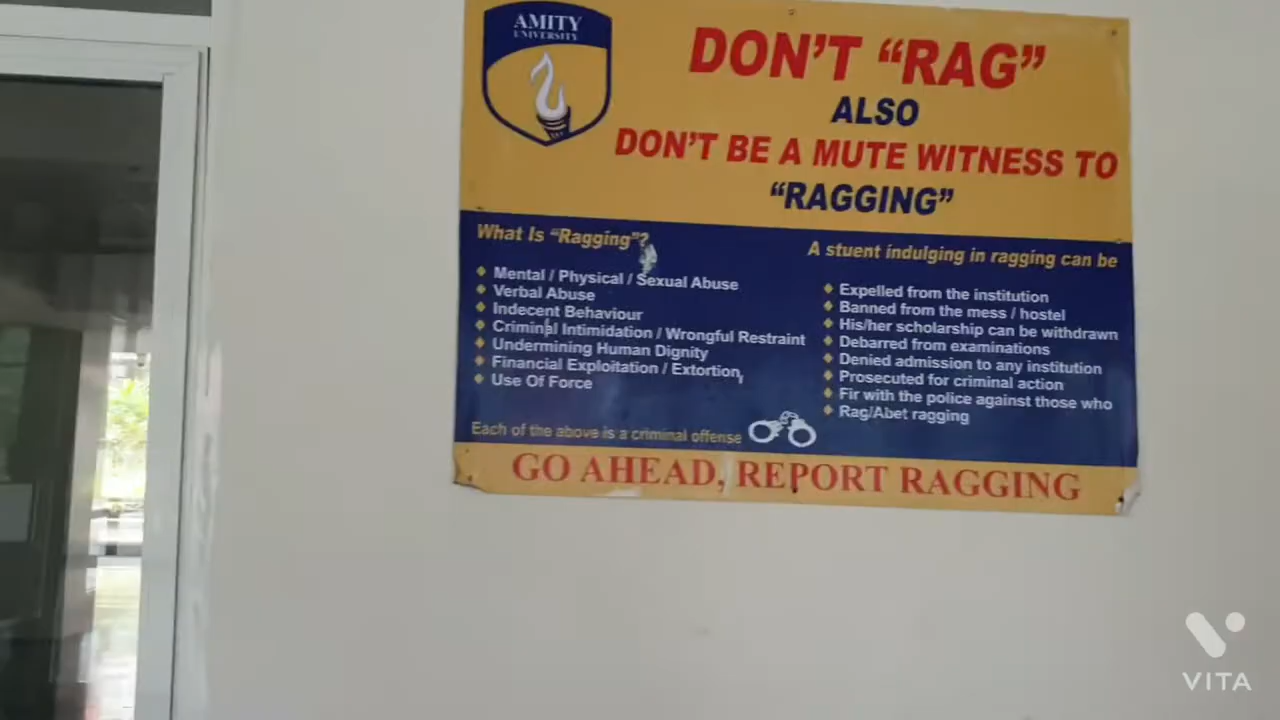 AMITY
UNIVERSITY
DON'T “RAG”
ALSO
DON'T BE A MUTE WITNESS TO
“RAGGING”
What Is “Ragging”?
Mental / Physical / Sexual Abuse
Verbal Abuse
Indecent Behaviour
Criminal Intimidation / Wrongful Restraint
Undermining Human Dignity
Financial Exploitation / Extortion,
Use Of Force
Each of the above is a criminal offense
A stuent indulging in ragging can be
Expelled from the institution
Banned from the mess / hostel
His/her scholarship can be withdrawn
Debarred from examinations
Denied admission to any institution
Prosecuted for criminal action
Fir with the police against those who
Rag/Abet ragging
GO AHEAD, REPORT RAGGING
VITA